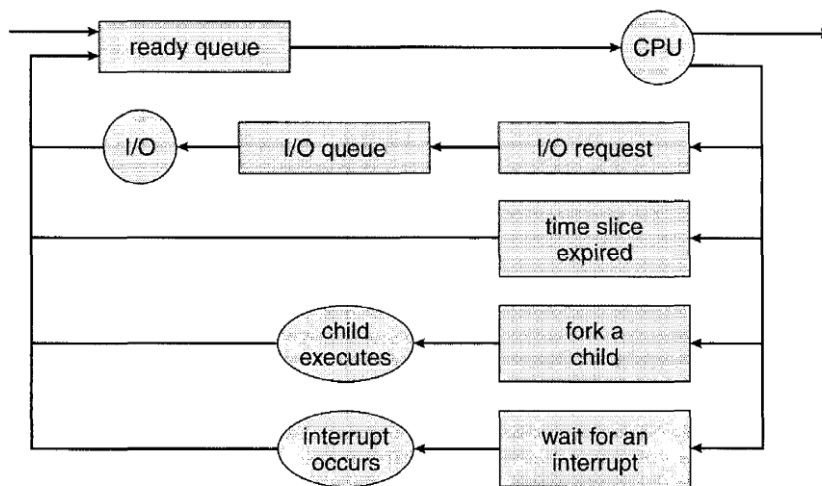 ready queue
CPU
I/O
I/O queue
I/O request
time slice
expired
child
executes
fork a
child
interrupt
occurs
wait for an
interrupt